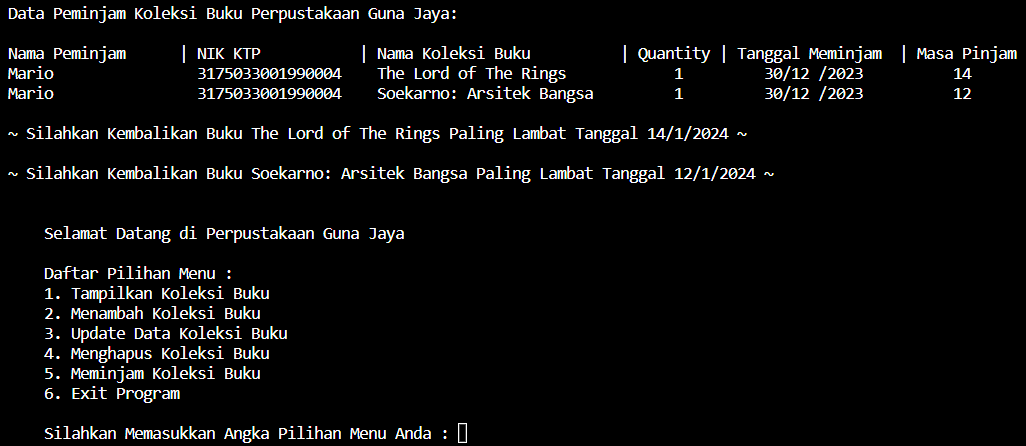 Data Peminjam Koleksi Buku Perpustakaan Guna Jaya:
Nama Peminjam | NIK KTP | Nama Koleksi Buku | Quantity | Tanggal Meminjam | Masa Pinjam
Mario 3175033001990004 The Lord of The Rings 1 30/12 /2023 14
Mario 3175033001990004 Soekarno: Arsitek Bangsa 1 30/12 /2023 12
~ Silahkan Kembalikan Buku The Lord of The Rings Paling Lambat Tanggal 14/1/2024 ~
~ Silahkan Kembalikan Buku Soekarno: Arsitek Bangsa Paling Lambat Tanggal 12/1/2024 ~
Selamat Datang di Perpustakaan Guna Jaya
Daftar Pilihan Menu :
1. Tampilkan Koleksi Buku
2. Menambah Koleksi Buku
3. Update Data Koleksi Buku
4. Menghapus Koleksi Buku
5. Meminjam Koleksi Buku
6. Exit Program
Silahkan Memasukkan Angka Pilihan Menu Anda :